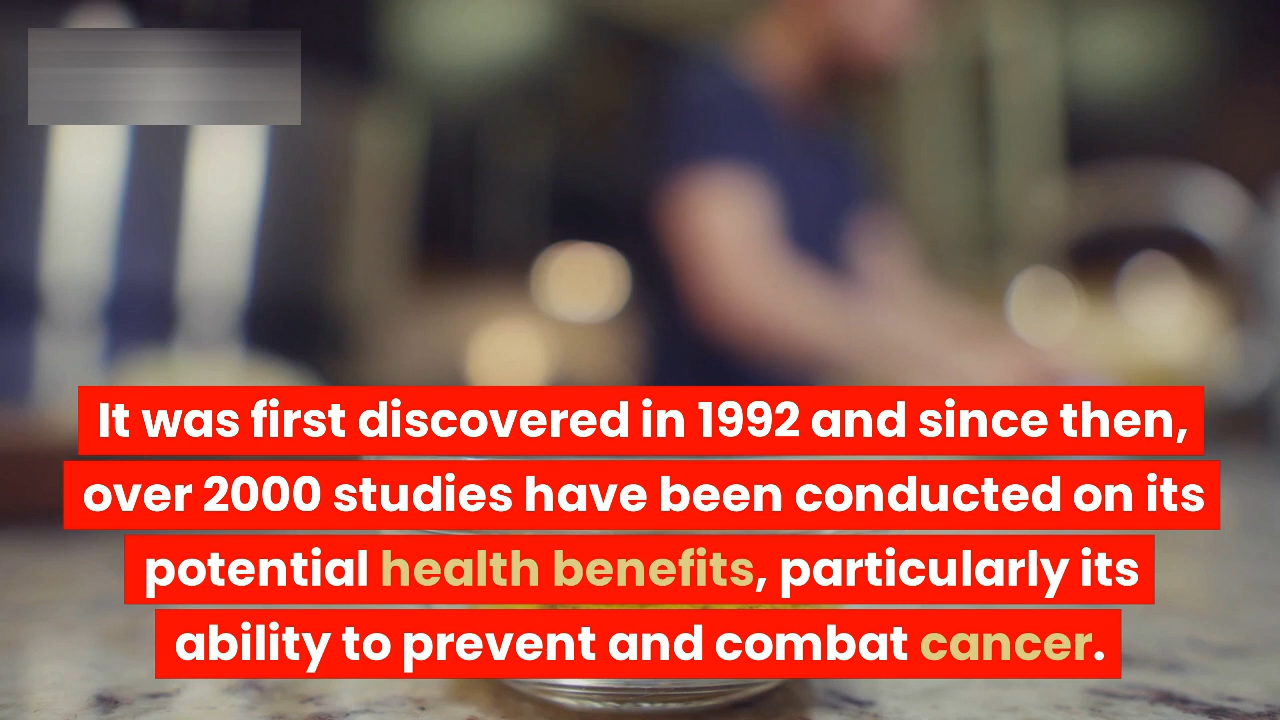 It was first discovered in 1992 and since then,
over 2000 studies have been conducted on its
potential health benefits, particularly its
ability to prevent and combat cancer.